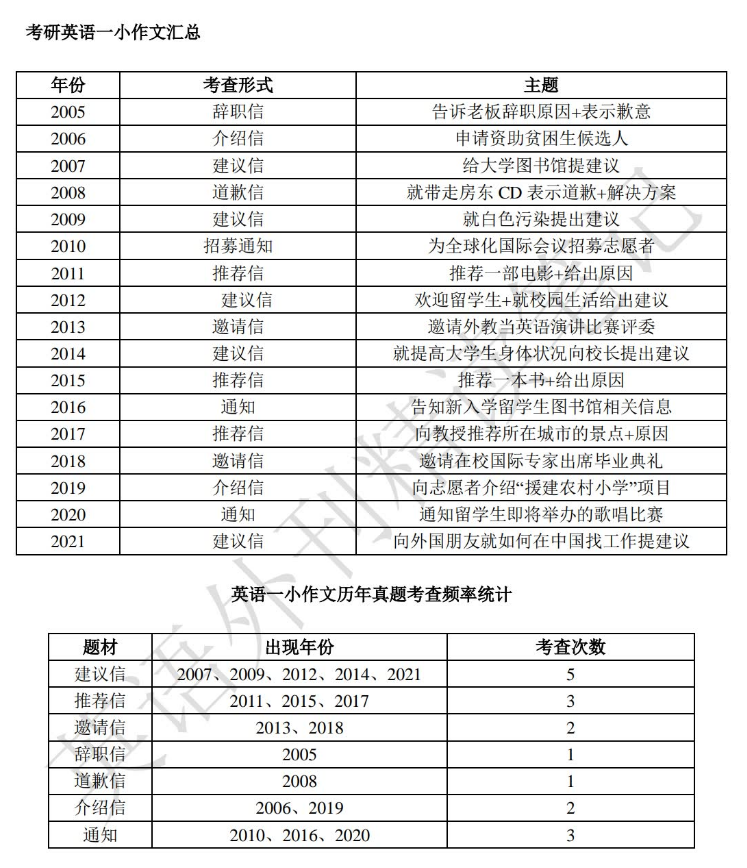 考研英语一小作文汇总
年份 考查形式 主题
2005 辞职信 告诉老板辞职原因+表示歉意
2006 介绍信 申请资助贫困生候选人
2007 建议信 给大学图书馆提建议
2008 道歉信 就带走房东 CD 表示道歉+解决方案
2009 建议信 就白色污染提出建议
2010 招募通知 为全球化国际会议招募志愿者
2011 推荐信 推荐一部电影+给出原因
2012 建议信 欢迎留学生+就校园生活给出建议
2013 邀请信 邀请外教当英语演讲比赛评委
2014 建议信 就提高大学生身体状况向校长提出建议
2015 推荐信 推荐一本书+给出原因
2016 通知 告知新入学留学生图书馆相关信息
2017 推荐信 向教授推荐所在城市的景点+原因
2018 邀请信 邀请在校国际专家出席毕业典礼
2019 介绍信 向志愿者介绍“援建农村小学”项目
2020 通知 通知留学生即将举办的歌唱比赛
2021 建议信 向外国朋友就如何在中国找工作提建议
英语一小作文历年真题考查频率统计
题材 出现年份 考查次数
建议信 2007、2009、2012、2014、2021 5
推荐信 2011、2015、2017 3
邀请信 2013、2018 2
辞职信 2005 1
道歉信 2008 1
介绍信 2006、2019 2
通知 2010、2016、2020 3
英语外刊精读笔记